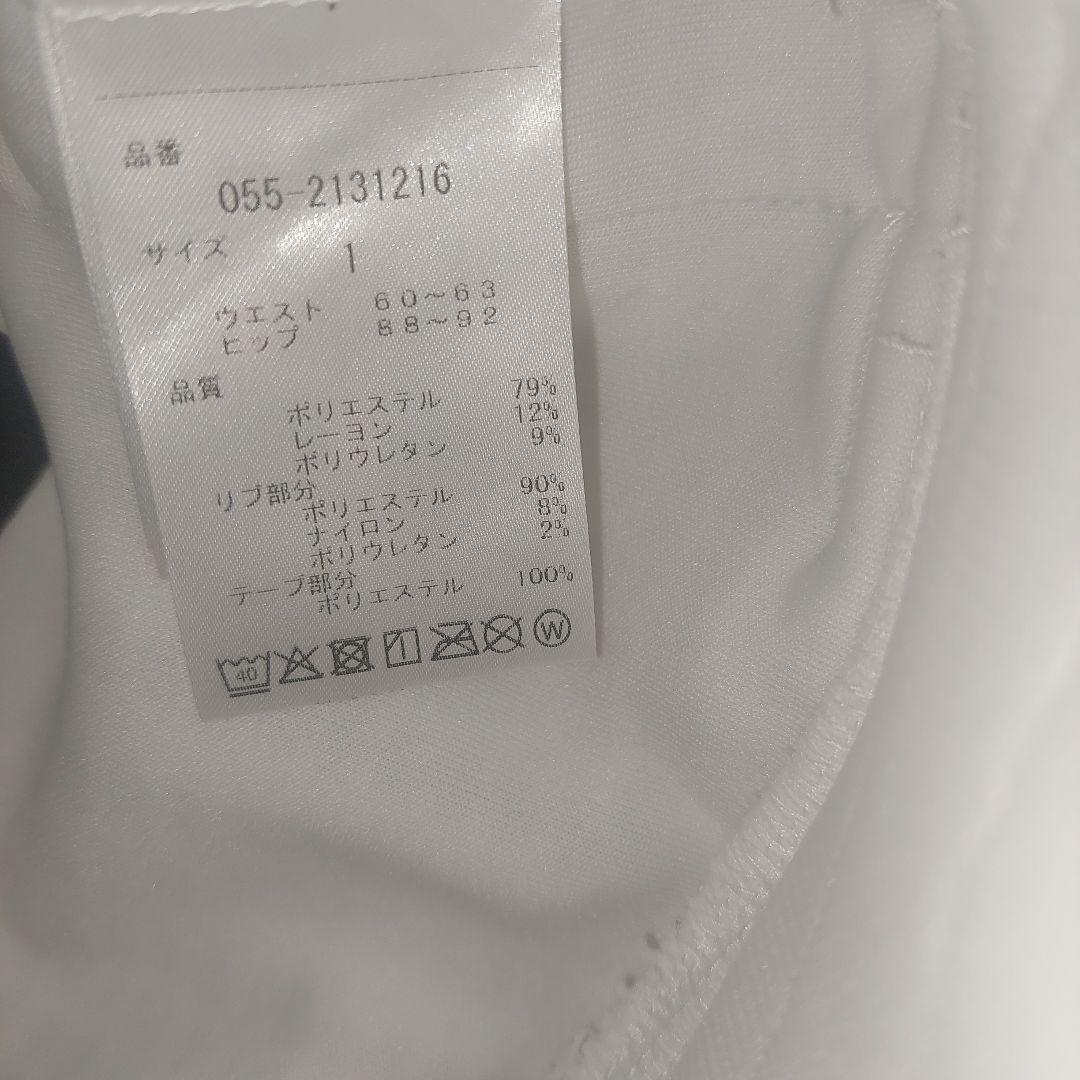 品番
055-2131216
サイズ 1
ウエスト 60～63
ヒップ 88～92
品質
ポリエステル 79%
レーヨン 12%
ポリウレタン 9%
リブ部分
ポリエステル 90%
ナイロン 8%
ポリウレタン 2%
テープ部分
ポリエステル 100%
40 W